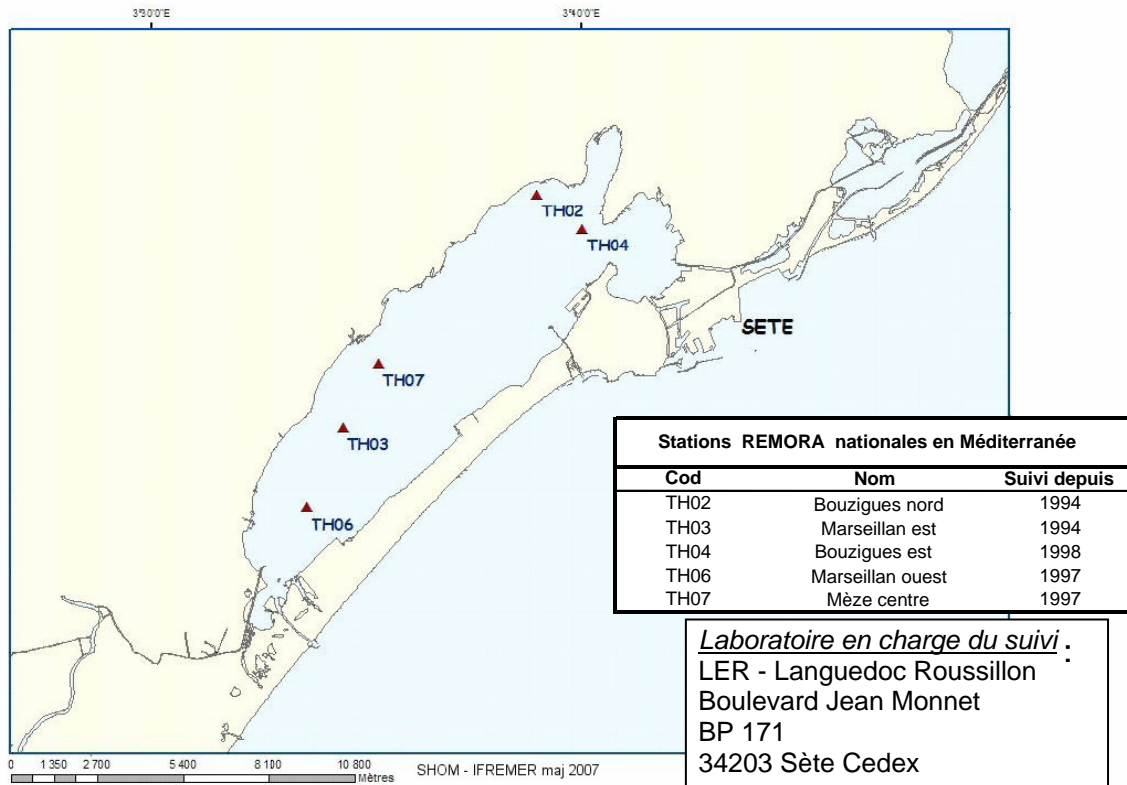 3°30'0"E 3°40'0"E
TH02
TH04
SETE
TH07
TH03
TH06
Stations REMORA nationales en Méditerranée
Cod Nom Suivi depuis
TH02 Bouzigues nord 1994
TH03 Marseillan est 1994
TH04 Bouzigues est 1998
TH06 Marseillan ouest 1997
TH07 Mèze centre 1997
Laboratoire en charge du suivi :
LER - Languedoc Roussillon
Boulevard Jean Monnet
BP 171
34203 Sète Cedex
0 1 350 2 700 5 400 8 100 10 800
Mètres
SHOM - IFREMER maj 2007